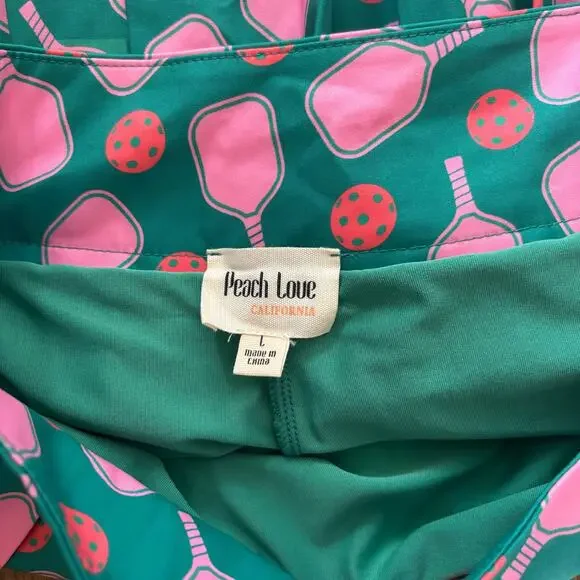 Peach Love
CALIFORNIA
L
made in
china